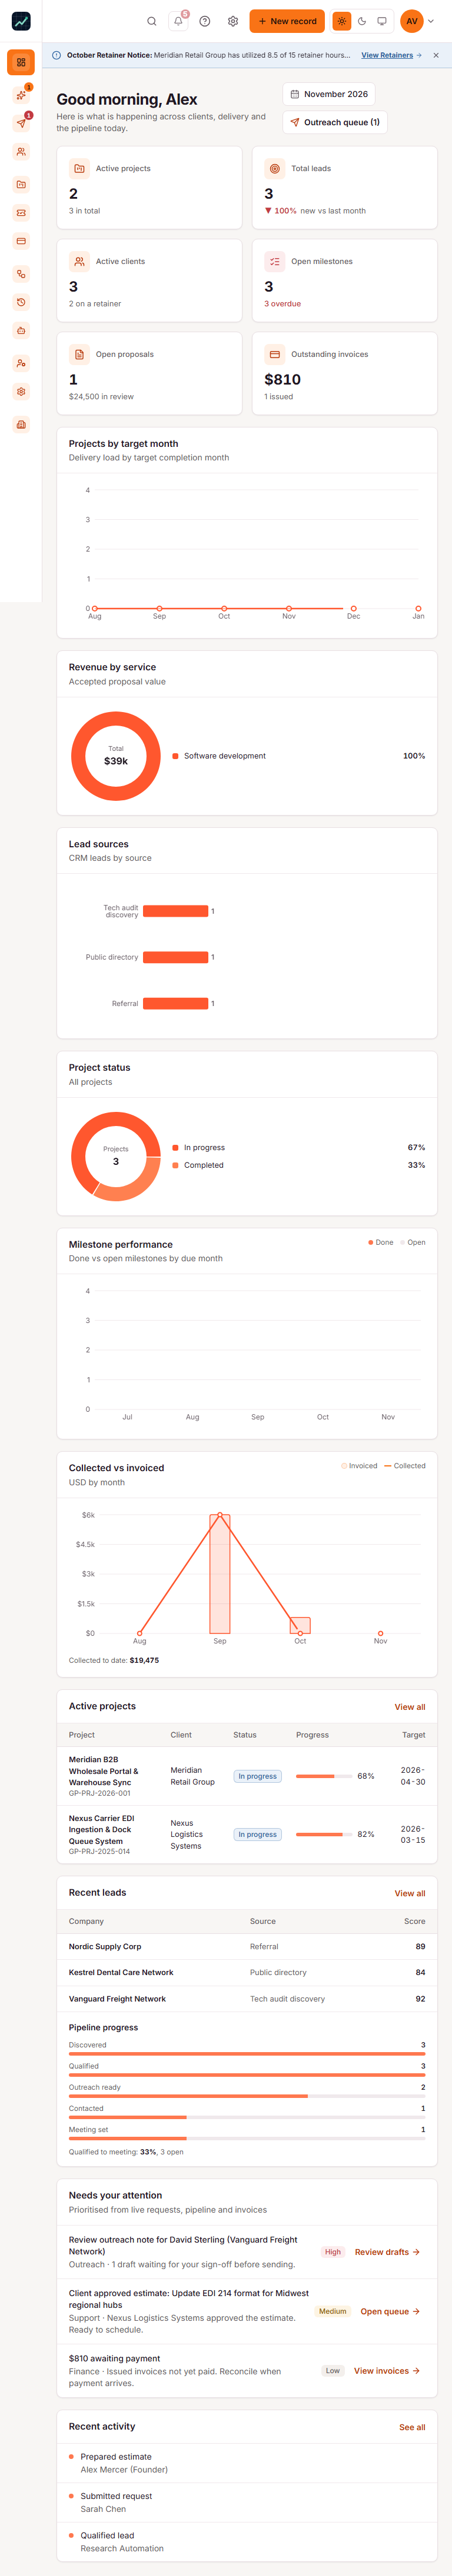 5
New record
AV
October Retainer Notice: Meridian Retail Group has utilized 8.5 of 15 retainer hours...
View Retainers →
1
1
Good morning, Alex
Here is what is happening across clients, delivery and
the pipeline today.
November 2026
Outreach queue (1)
Active projects
2
3 in total
Total leads
3
▼ 100% new vs last month
Active clients
3
2 on a retainer
Open milestones
3
3 overdue
Open proposals
1
$24,500 in review
Outstanding invoices
$810
1 issued
Projects by target month
Delivery load by target completion month
4
3
2
1
0
Aug Sep Oct Nov Dec Jan
Revenue by service
Accepted proposal value
Total
$39k
Software development 100%
Lead sources
CRM leads by source
Tech audit
discovery
1
Public directory 1
Referral 1
Project status
All projects
Projects
3
In progress 67%
Completed 33%
Milestone performance
Done vs open milestones by due month
Done Open
4
3
2
1
0
Jul Aug Sep Oct Nov
Collected vs invoiced
USD by month
Invoiced Collected
$6k
$4.5k
$3k
$1.5k
$0
Aug Sep Oct Nov
Collected to date: $19,475
Active projects
View all
Project Client Status Progress Target
Meridian B2B
Wholesale Portal &
Warehouse Sync
GP-PRJ-2026-001
Meridian
Retail Group
In progress
68%
2026-
04-30
Nexus Carrier EDI
Ingestion & Dock
Queue System
GP-PRJ-2025-014
Nexus
Logistics
Systems
In progress
82%
2026-
03-15
Recent leads
View all
Company Source Score
Nordic Supply Corp Referral 89
Kestrel Dental Care Network Public directory 84
Vanguard Freight Network Tech audit discovery 92
Pipeline progress
Discovered 3
Qualified 3
Outreach ready 2
Contacted 1
Meeting set 1
Qualified to meeting: 33%, 3 open
Needs your attention
Prioritised from live requests, pipeline and invoices
Review outreach note for David Sterling (Vanguard Freight
Network)
Outreach · 1 draft waiting for your sign-off before sending.
High
Review drafts →
Client approved estimate: Update EDI 214 format for Midwest
regional hubs
Support · Nexus Logistics Systems approved the estimate.
Ready to schedule.
Medium
Open queue →
$810 awaiting payment
Finance · Issued invoices not yet paid. Reconcile when
payment arrives.
Low
View invoices →
Recent activity
See all
Prepared estimate
Alex Mercer (Founder)
Submitted request
Sarah Chen
Qualified lead
Research Automation